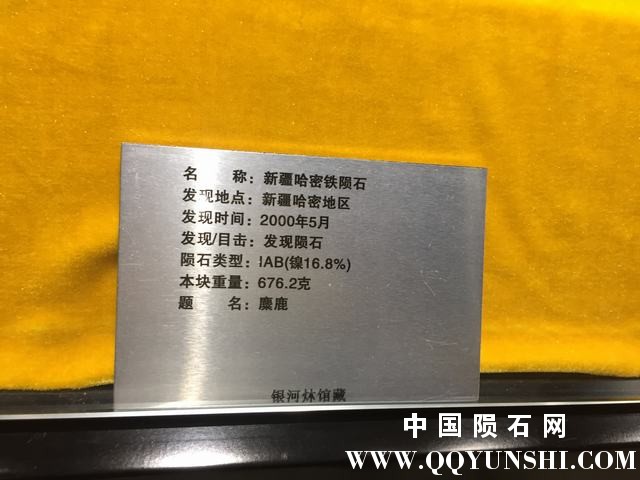 名　　称：新疆哈密铁陨石
发现地点：新疆哈密地区
发现时间：2000年5月
发现/目击：发现陨石
陨石类型：IAB(镍16.8%)
本块重量：676.2克
题　　名：麋鹿
银河炑馆藏
中国陨石网
WWW.QQYUNSHI.COM